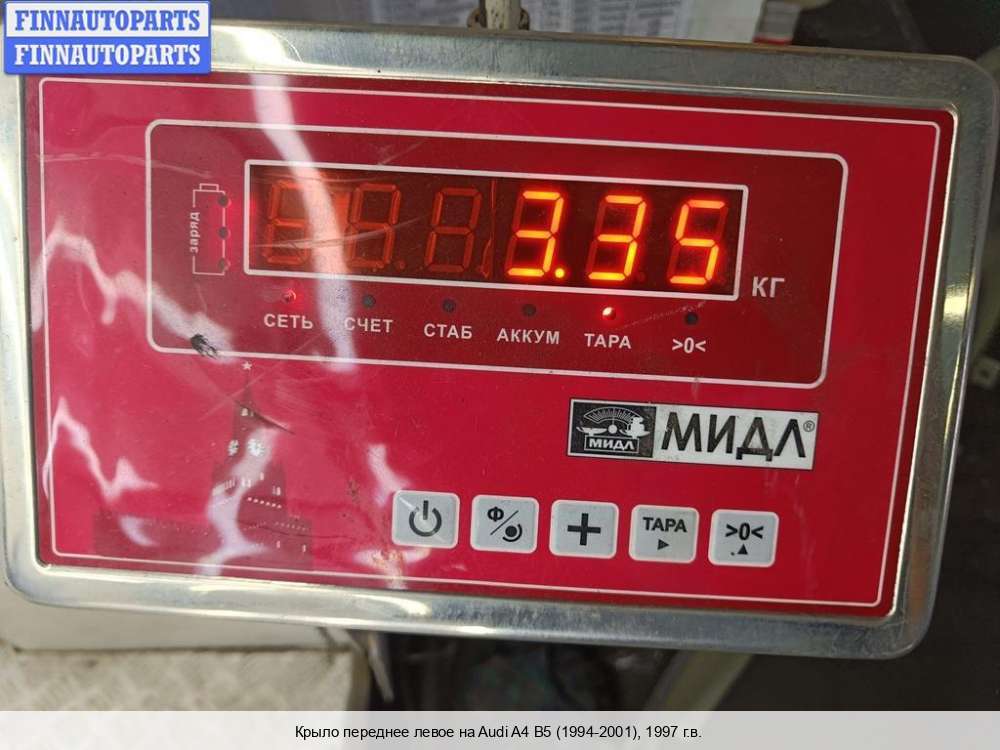 FINNAUTOPARTS
FINNAUTOPARTS
заряд
3.35
КГ
СЕТЬ СЧЕТ СТАБ АККУМ ТАРА >0<
МИДЛ
МИДЛ®
Ф
ТАРА
>0<
Крыло переднее левое на Audi A4 B5 (1994-2001), 1997 г.в.